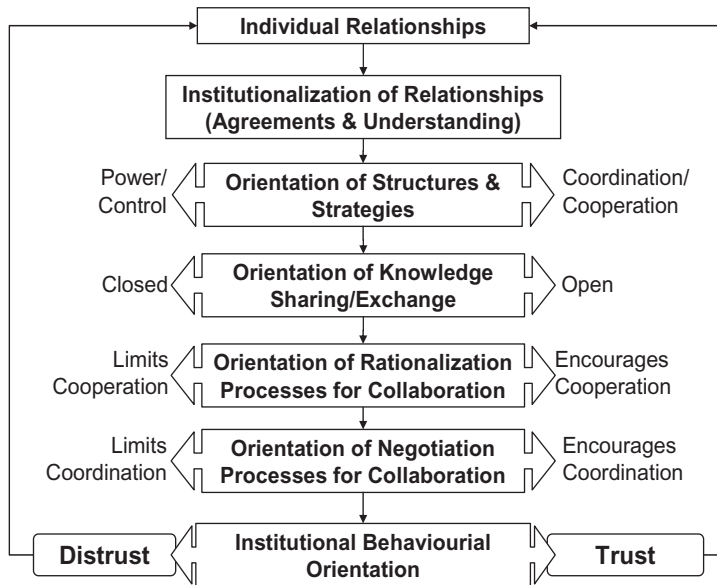 Individual Relationships
Institutionalization of Relationships
(Agreements & Understanding)
Power/
Control
Orientation of Structures &
Strategies
Coordination/
Cooperation
Closed
Orientation of Knowledge
Sharing/Exchange
Open
Limits
Cooperation
Orientation of Rationalization
Processes for Collaboration
Encourages
Cooperation
Limits
Coordination
Orientation of Negotiation
Processes for Collaboration
Encourages
Coordination
Distrust
Institutional Behaviourial
Orientation
Trust